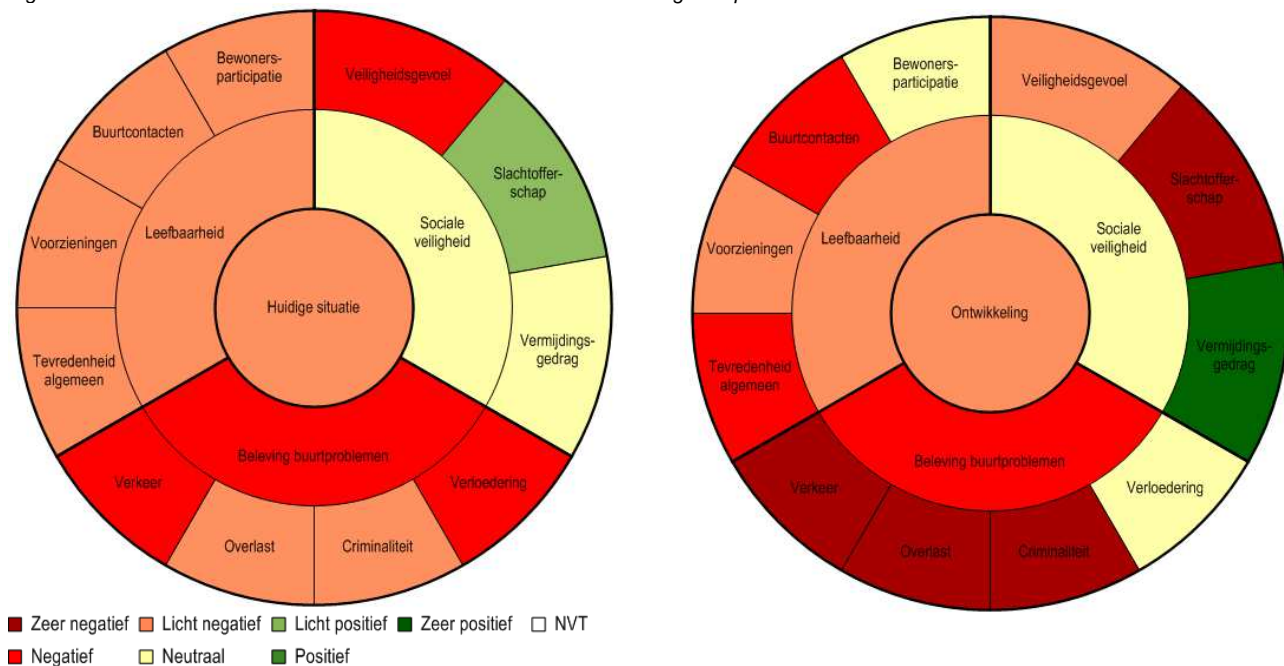 Bewoners-
participatie
Veiligheidsgevoel
Buurtcontacten
Slachtoffer-
schap
Voorzieningen
Leefbaarheid
Sociale
veiligheid
Huidige situatie
Vermijdings-
gedrag
Tevredenheid
algemeen
Beleving buurtproblemen
Verkeer
Verloedering
Overlast
Criminaliteit
Bewoners-
participatie
Veiligheidsgevoel
Buurtcontacten
Slachtoffer-
schap
Voorzieningen
Leefbaarheid
Sociale
veiligheid
Ontwikkeling
Vermijdings-
gedrag
Tevredenheid
algemeen
Beleving buurtproblemen
Verkeer
Verloedering
Overlast
Criminaliteit
Zeer negatief Licht negatief Licht positief Zeer positief NVT
Negatief Neutraal Positief